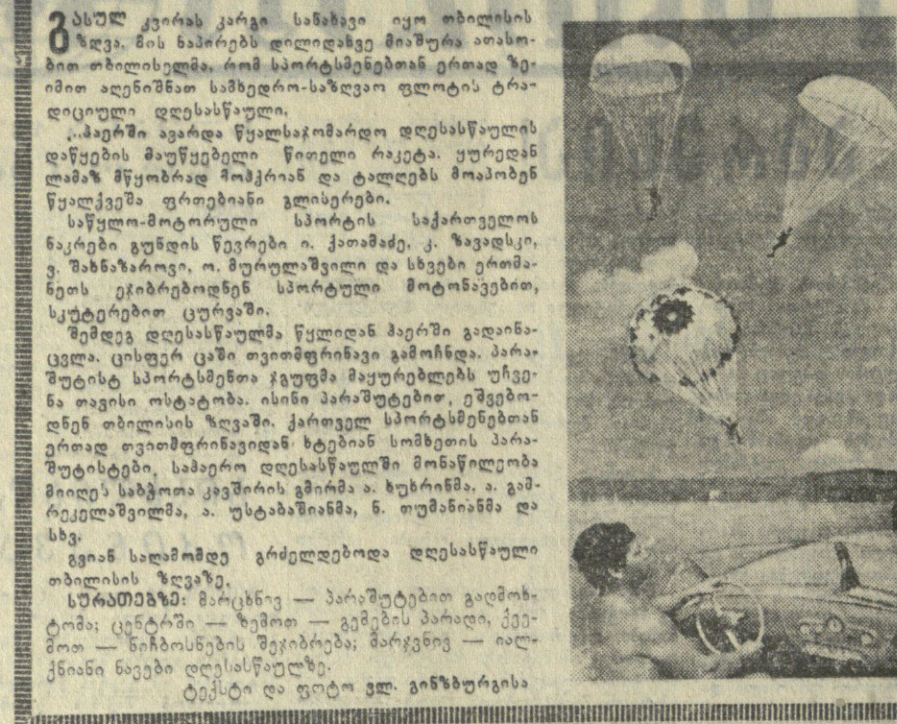 გასულ კვირას კარგი სანახავი იყო თბილისის
ზღვა. მის ნაპირებს დილიდანვე მიაშურა ათასო-
ბით თბილისელმა, რომ სპორტსმენებთან ერთად ზე-
იმით აღენიშნათ სამხედრო-საზღვაო ფლოტის ტრა-
დიციული დღესასწაული.
...ჰაერში ავარდა წყალსაჯომარდო დღესასწაულის
დაწყების მაუწყებელი წითელი რაკეტა. ყურედან
ლამაზ მწყობრად მოჰქრიან და ტალღებს მოაპობენ
წყალქვეშა ფრთებიანი გლისერები.
საწყლო-მოტორული სპორტის საქართველოს
ნაკრები გუნდის წევრები ი. ქათამაძე, კ. ზავადსკი,
ვ. შახნაზაროვი, ო. მურულაშვილი და სხვები ერთმა-
ნეთს ეჯიბრებოდნენ სპორტული მოტონავებით,
სკუტერებით ცურვაში.
შემდეგ დღესასწაულმა წყლიდან ჰაერში გადაინა-
ცვლა. ცისფერ ცაში თვითმფრინავი გამოჩნდა. პარა-
შუტისტ სპორტსმენთა ჯგუფმა მაყურებლებს უჩვე-
ნა თავისი ოსტატობა. ისინი პარაშუტებით, ეშვებო-
დნენ თბილისის ზღვაში. ქართველ სპორტსმენებთან
ერთად თვითმფრინავიდან ხტებიან სომხეთის პარა-
შუტისტები. საჰაერო დღესასწაულში მონაწილეობა
მიიღეს საბჭოთა კავშირის გმირმა ა. ხუხრინმა, ა. გამ-
რეკელაშვილმა, ა. უსტაბაშიანმა, ნ. თუმანიანმა და
სხვ.
გვიან საღამომდე გრძელდებოდა დღესასწაული
თბილისის ზღვაზე.
სურათებზე: მარცხნივ — პარაშუტებით გადმოხ-
ტომა; ცენტრში — ზემოთ — გემების პარადი, ქვე-
მოთ — ნიჩბოსნების შეჯიბრება; მარჯვნივ — იალ-
ქნიანი ნავები დღესასწაულზე.
ტექსტი და ფოტო ვლ. გინზბურგისა